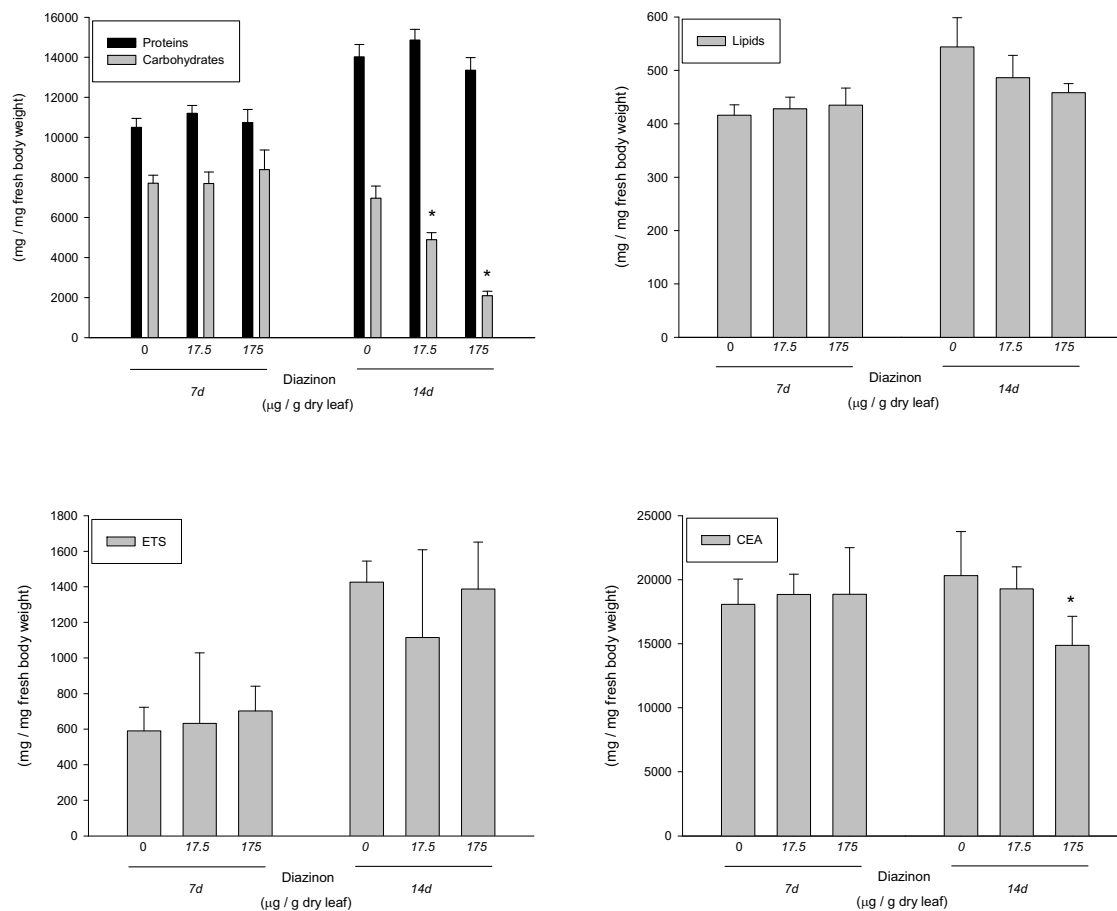 16000
14000
12000
10000
8000
6000
4000
2000
0
(mg / mg fresh body weight)
Proteins
Carbohydrates
*
*
0 17.5 175 0 17.5 175
7d Diazinon 14d
(µg / g dry leaf)
600
500
400
300
200
100
0
(mg / mg fresh body weight)
Lipids
0 17.5 175 0 17.5 175
7d Diazinon 14d
(µg / g dry leaf)
1800
1600
1400
1200
1000
800
600
400
200
0
(mg / mg fresh body weight)
ETS
0 17.5 175 0 17.5 175
7d Diazinon 14d
(µg / g dry leaf)
25000
20000
15000
10000
5000
0
(mg / mg fresh body weight)
CEA
*
0 17.5 175 0 17.5 175
7d Diazinon 14d
(µg / g dry leaf)